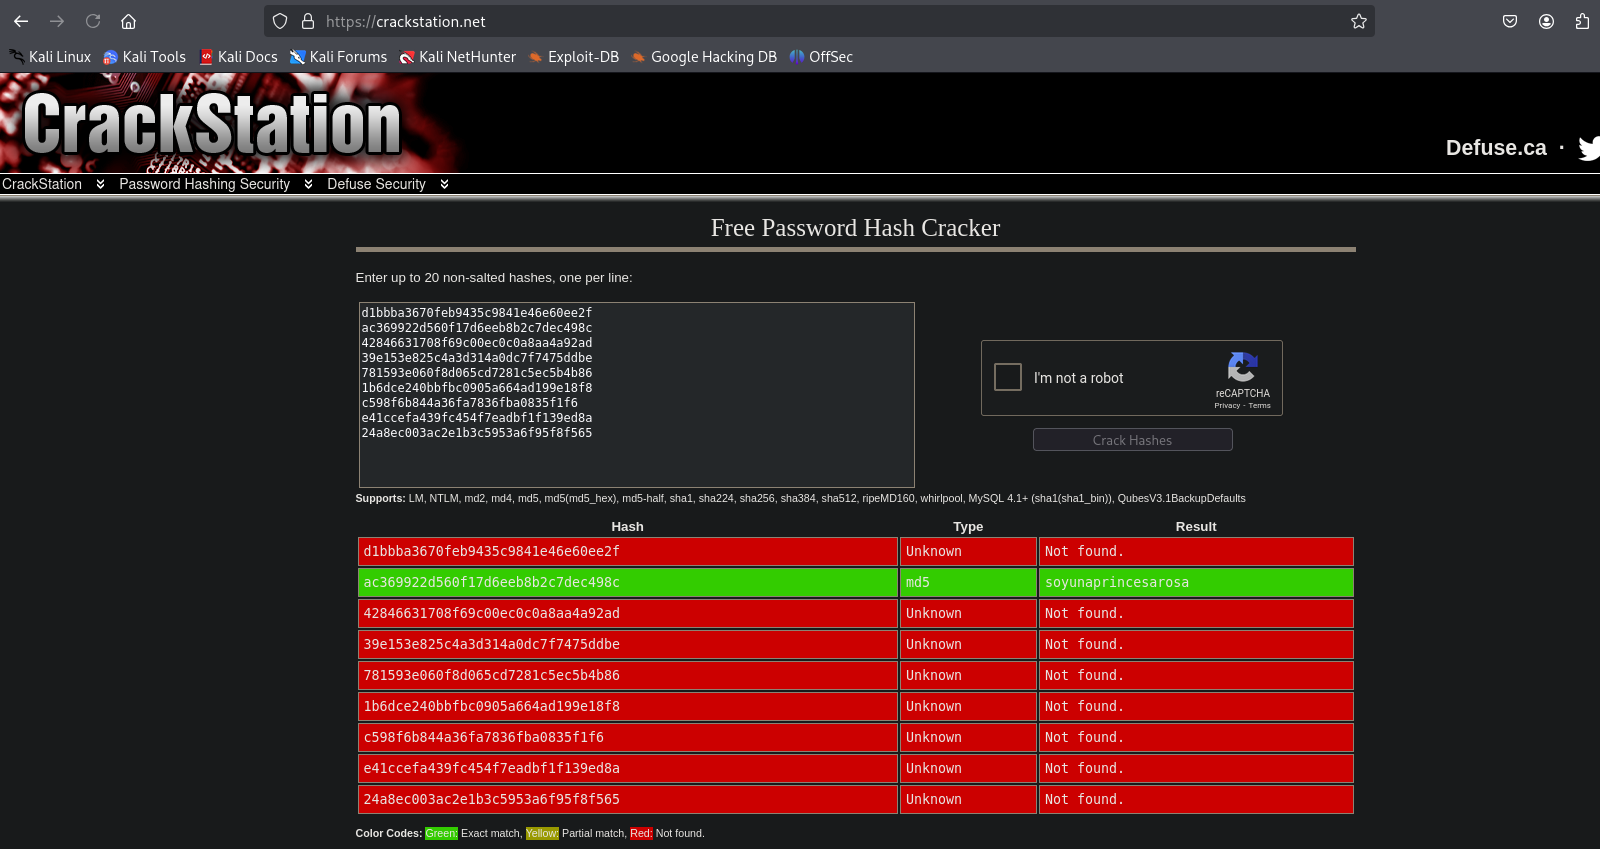 https://crackstation.net
Kali Linux Kali Tools Kali Docs Kali Forums Kali NetHunter Exploit-DB Google Hacking DB OffSec
CrackStation
Defuse.ca ·
CrackStation Password Hashing Security Defuse Security
Free Password Hash Cracker
Enter up to 20 non-salted hashes, one per line:
d1bbba3670feb9435c9841e46e60ee2f
ac369922d560f17d6eeb8b2c7dec498c
42846631708f69c00ec0c0a8aa4a92ad
39e153e825c4a3d314a0dc7f7475ddbe
781593e060f8d065cd7281c5ec5b4b86
1b6dce240bbfbc0905a664ad199e18f8
c598f6b844a36fa7836fba0835f1f6
e41ccefa439fc454f7eadbf1f139ed8a
24a8ec003ac2e1b3c5953a6f95f8f565
I'm not a robot
reCAPTCHA
Privacy - Terms
Crack Hashes
Supports: LM, NTLM, md2, md4, md5, md5(md5_hex), md5-half, sha1, sha224, sha256, sha384, sha512, ripeMD160, whirlpool, MySQL 4.1+ (sha1(sha1_bin)), QubesV3.1BackupDefaults
Hash Type Result
d1bbba3670feb9435c9841e46e60ee2f Unknown Not found.
ac369922d560f17d6eeb8b2c7dec498c md5 soyunaprincesarosa
42846631708f69c00ec0c0a8aa4a92ad Unknown Not found.
39e153e825c4a3d314a0dc7f7475ddbe Unknown Not found.
781593e060f8d065cd7281c5ec5b4b86 Unknown Not found.
1b6dce240bbfbc0905a664ad199e18f8 Unknown Not found.
c598f6b844a36fa7836fba0835f1f6 Unknown Not found.
e41ccefa439fc454f7eadbf1f139ed8a Unknown Not found.
24a8ec003ac2e1b3c5953a6f95f8f565 Unknown Not found.
Color Codes: Green: Exact match, Yellow: Partial match, Red: Not found.